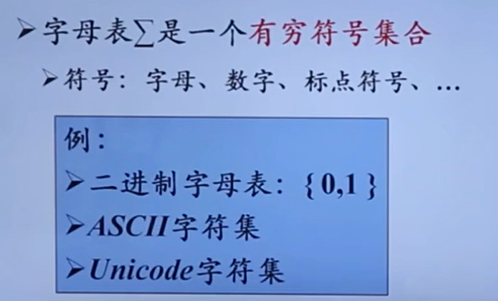 ➢字母表∑是一个有穷符号集合
➢符号：字母、数字、标点符号、…
例：
➢二进制字母表：{0,1}
➢ASCII字符集
➢Unicode字符集